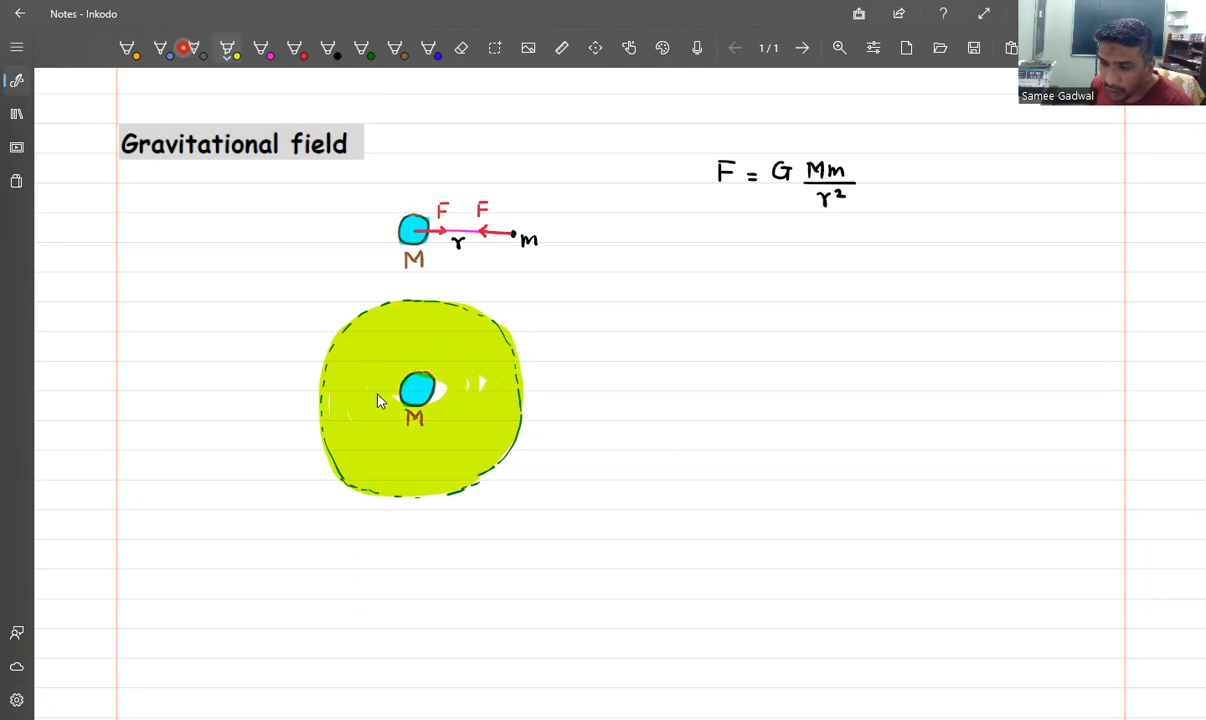 Notes - Inkodo
1/1
Samee Gadwal
Gravitational field
F = G Mm/r²
F F
r m
M
M